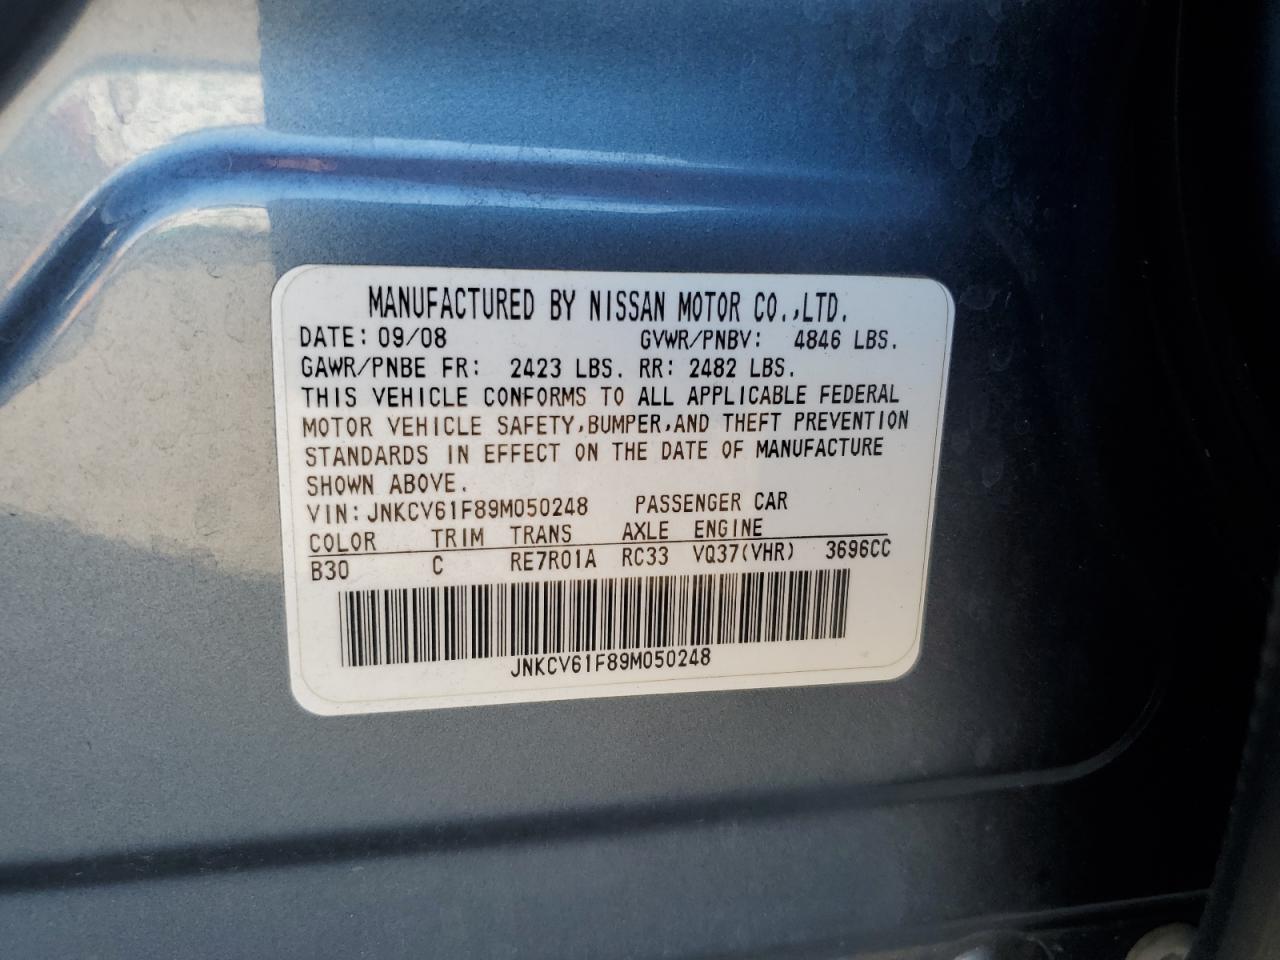 MANUFACTURED BY NISSAN MOTOR CO.,LTD.
DATE: 09/08 GVWR/PNBV: 4846 LBS.
GAWR/PNBE FR: 2423 LBS. RR: 2482 LBS.
THIS VEHICLE CONFORMS TO ALL APPLICABLE FEDERAL
MOTOR VEHICLE SAFETY,BUMPER,AND THEFT PREVENTION
STANDARDS IN EFFECT ON THE DATE OF MANUFACTURE
SHOWN ABOVE.
VIN: JNKCV61F89M050248 PASSENGER CAR
COLOR TRIM TRANS AXLE ENGINE
B30 C RE7R01A RC33 VQ37(VHR) 3696CC
JNKCV61F89M050248